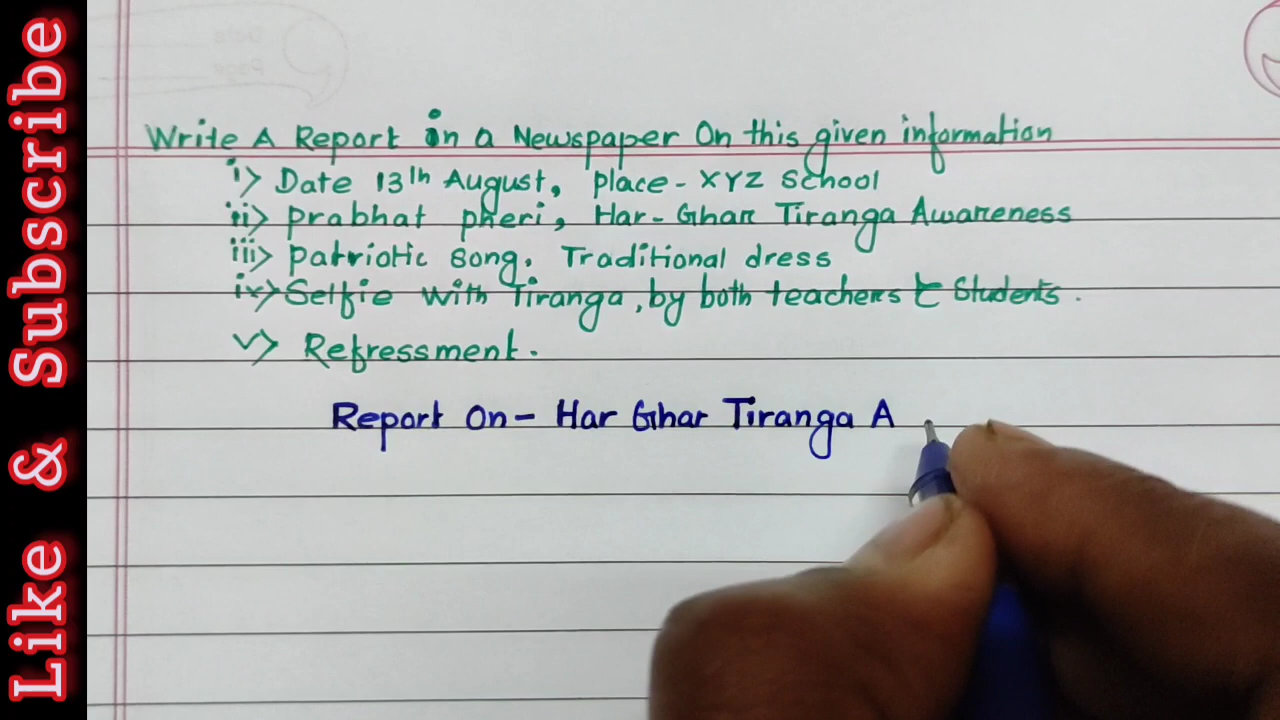 Like & Subscribe
Write A Report in a Newspaper On this given information
i> Date 13th August, place - XYZ School
ii> prabhat pheri, Har-Ghar Tiranga Awareness
iii> patriotic song. Traditional dress
iv> Selfie with Tiranga, by both teachers & Students.
v> Refressment.
Report On - Har Ghar Tiranga A